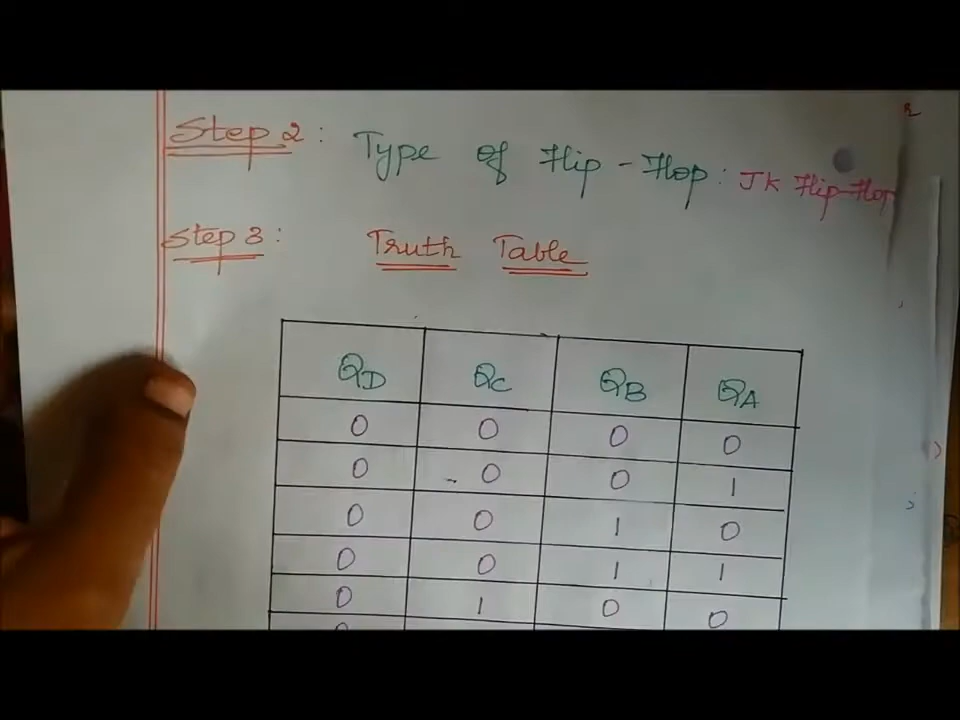 Step 2 : Type of Flip - Flop : JK Flip-Flop
Step 3 : Truth Table
QD QC QB QA
0 0 0 0
0 0 0 1
0 0 1 0
0 0 1 1
0 1 0 0